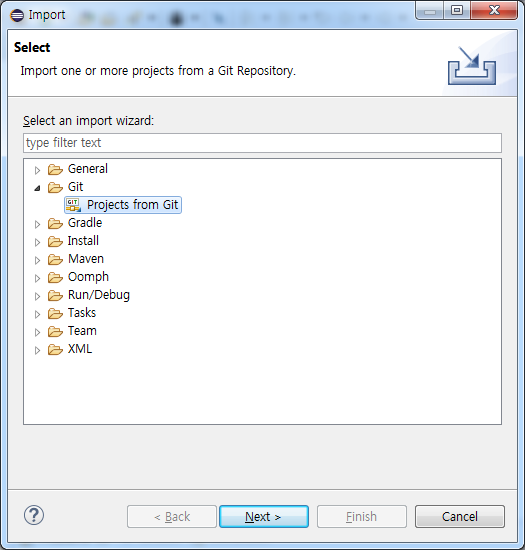 Import
Select
Import one or more projects from a Git Repository.
Select an import wizard:
type filter text
General
Git
GIT
Projects from Git
Gradle
Install
Maven
Oomph
Run/Debug
Tasks
Team
XML
?
< Back
Next >
Finish
Cancel